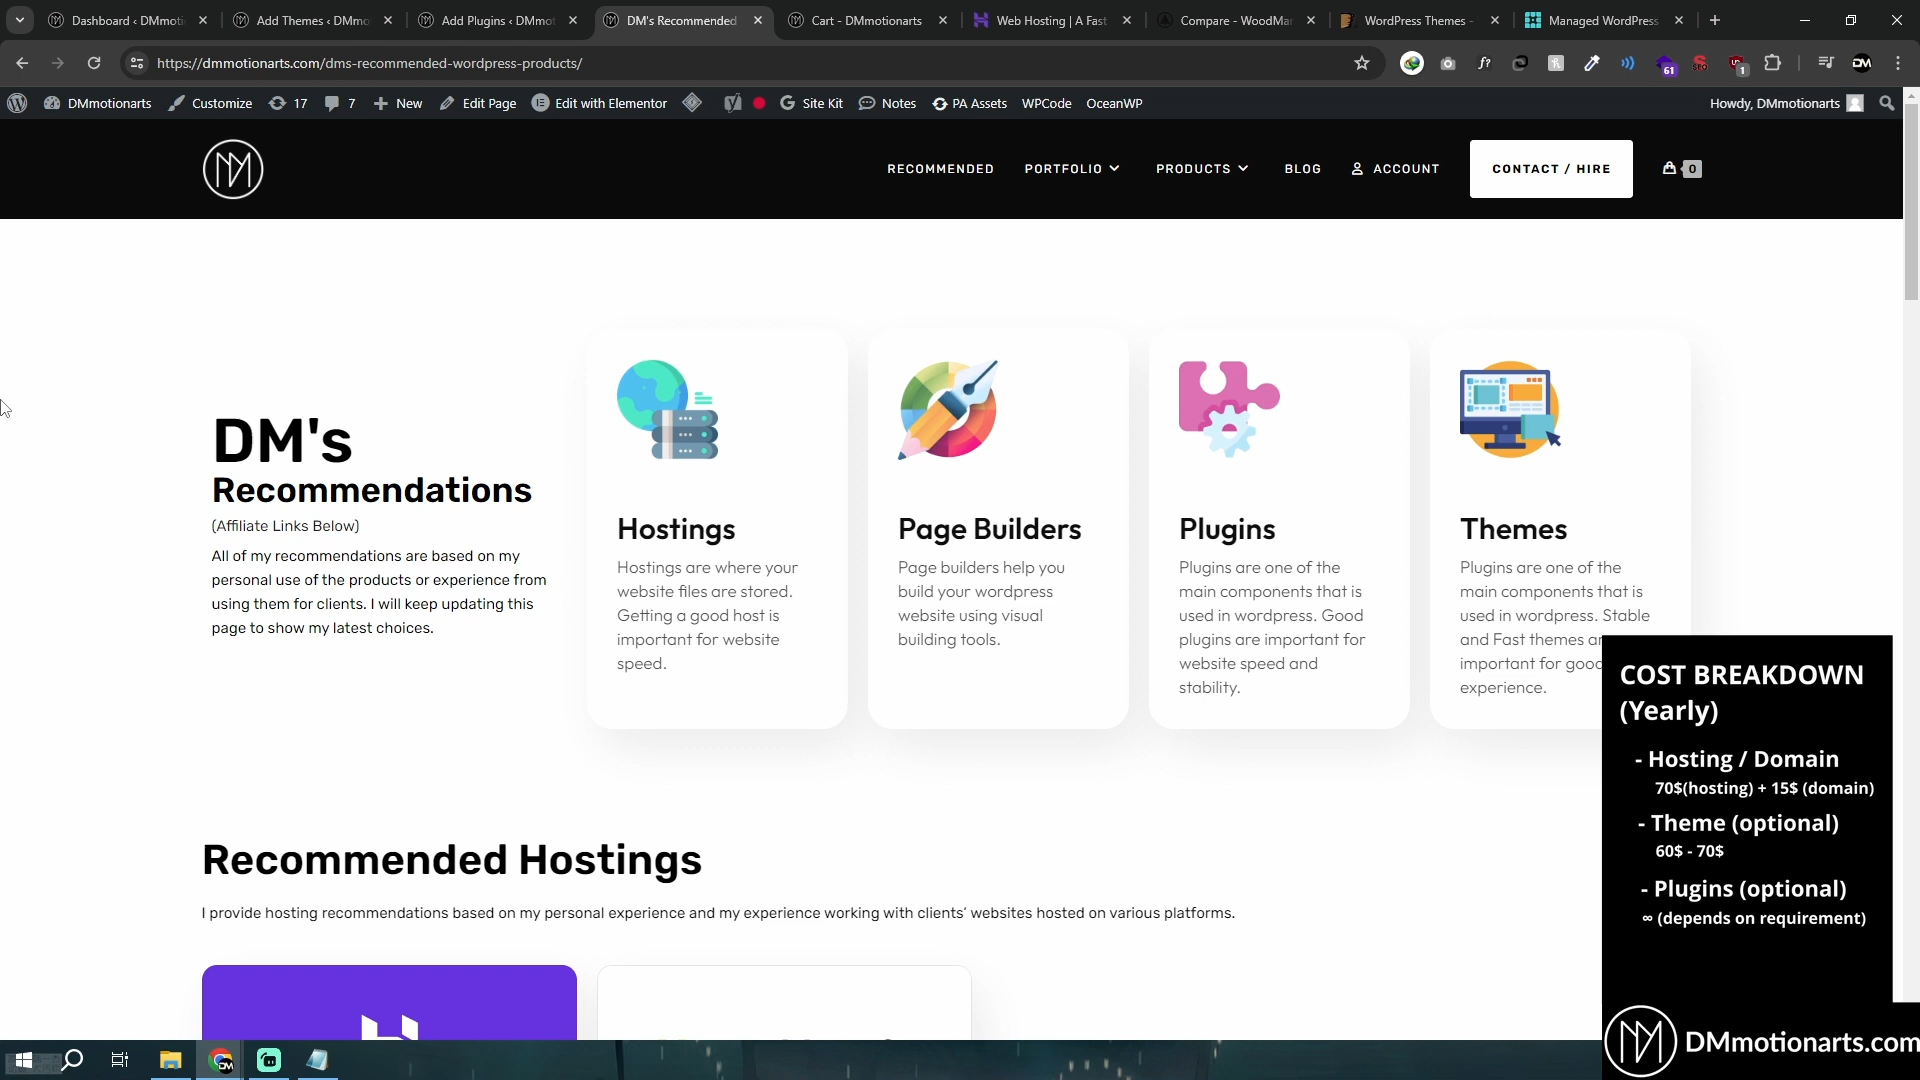 Dashboard ‹ DMmoti
Add Themes ‹ DMmo
Add Plugins ‹ DMmot
DM's Recommended
Cart - DMmotionarts
Web Hosting | A Fast
Compare - WoodMar
WordPress Themes -
Managed WordPress
https://dmmotionarts.com/dms-recommended-wordpress-products/
f?
61
1
DM
DMmotionarts
Customize
17
7
New
Edit Page
Edit with Elementor
Site Kit
Notes
PA Assets
WPCode
OceanWP
Howdy, DMmotionarts
RECOMMENDED
PORTFOLIO
PRODUCTS
BLOG
ACCOUNT
CONTACT / HIRE
0
DM's
Recommendations
(Affiliate Links Below)
All of my recommendations are based on my
personal use of the products or experience from
using them for clients. I will keep updating this
page to show my latest choices.
Hostings
Hostings are where your
website files are stored.
Getting a good host is
important for website
speed.
Page Builders
Page builders help you
build your wordpress
website using visual
building tools.
Plugins
Plugins are one of the
main components that is
used in wordpress. Good
plugins are important for
website speed and
stability.
Themes
Plugins are one of the
main components that is
used in wordpress. Stable
and Fast themes ar
important for good
experience.
Recommended Hostings
I provide hosting recommendations based on my personal experience and my experience working with clients' websites hosted on various platforms.
COST BREAKDOWN
(Yearly)
- Hosting / Domain
70$(hosting) + 15$ (domain)
- Theme (optional)
60$ - 70$
- Plugins (optional)
∞ (depends on requirement)
DMmotionarts.com